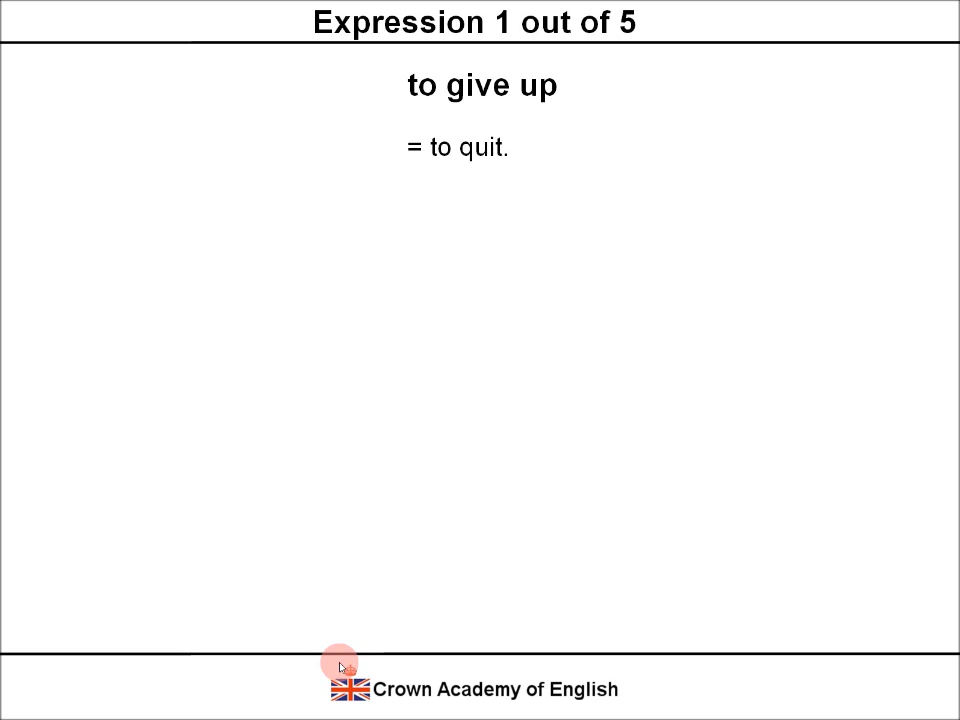 Expression 1 out of 5
to give up
= to quit.
Crown Academy of English